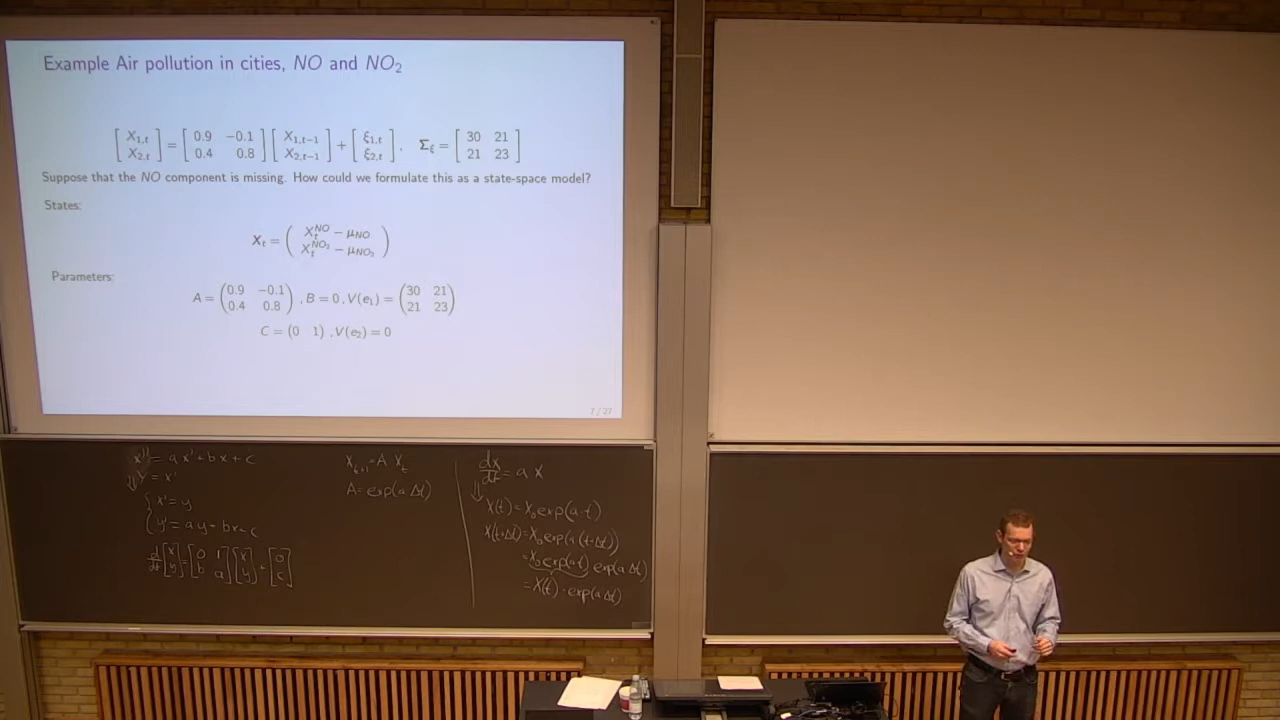 Example Air pollution in cities, NO and NO₂
[X₁,t; X₂,t] = [0.9 −0.1; 0.4 0.8] [X₁,t−1; X₂,t−1] + [ξ₁,t; ξ₂,t], Σξ = [30 21; 21 23]
Suppose that the NO component is missing. How could we formulate this as a state-space model?
States:
Xₜ = (Xₜ^NO − μ_NO; Xₜ^NO₂ − μ_NO₂)
Parameters:
A = (0.9 −0.1; 0.4 0.8), B = 0, V(e₁) = (30 21; 21 23)
C = (0 1), V(e₂) = 0
7 / 27
x'' = a x' + b x + c
⇓ y = x'
{ x' = y
y' = a y + b x + c
d/dt [x; y] = [0 1; b a] [x; y] + [0; c]
Xₜ₊₁ = A Xₜ
A = exp(a Δt)
dx/dt = a x
⇓
X(t) = X₀ exp(a·t)
X(t+Δt) = X₀ exp(a(t+Δt))
= X₀ exp(a·t) · exp(a Δt)
= X(t) · exp(a Δt)